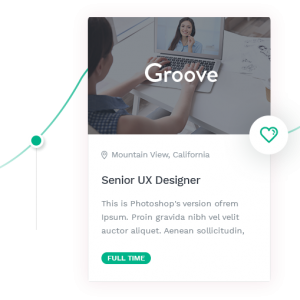 Groove
Mountain View, California
Senior UX Designer
This is Photoshop's version ofrem
Ipsum. Proin gravida nibh vel velit
auctor aliquet. Aenean sollicitudin,
FULL TIME